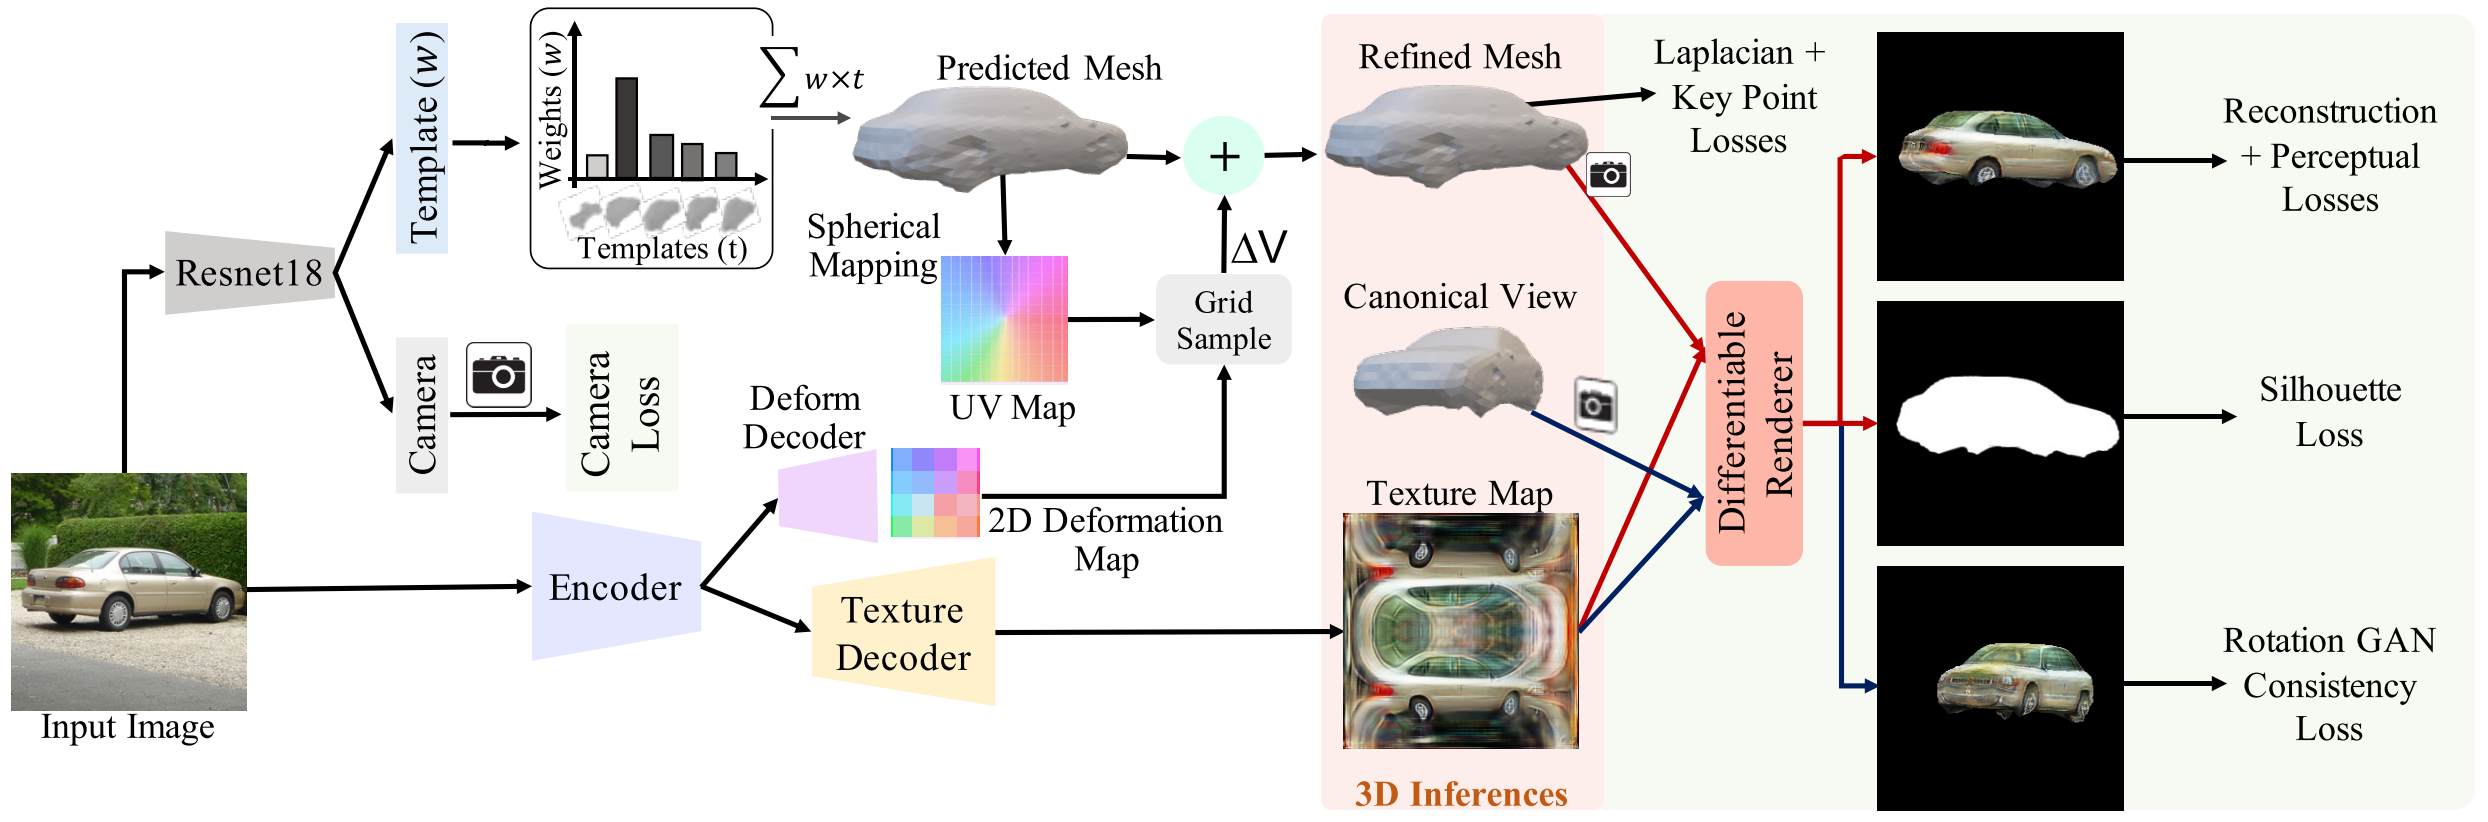 Template (w)
Weights (w)
Templates (t)
∑ w×t
Predicted Mesh
Refined Mesh
Laplacian +
Key Point
Losses
Reconstruction
+ Perceptual
Losses
+
Resnet18
Spherical
Mapping
ΔV
Grid
Sample
UV Map
Canonical View
Camera
Camera
Loss
Deform
Decoder
2D Deformation
Map
Texture Map
Differentiable
Renderer
Silhouette
Loss
Encoder
Texture
Decoder
Input Image
3D Inferences
Rotation GAN
Consistency
Loss